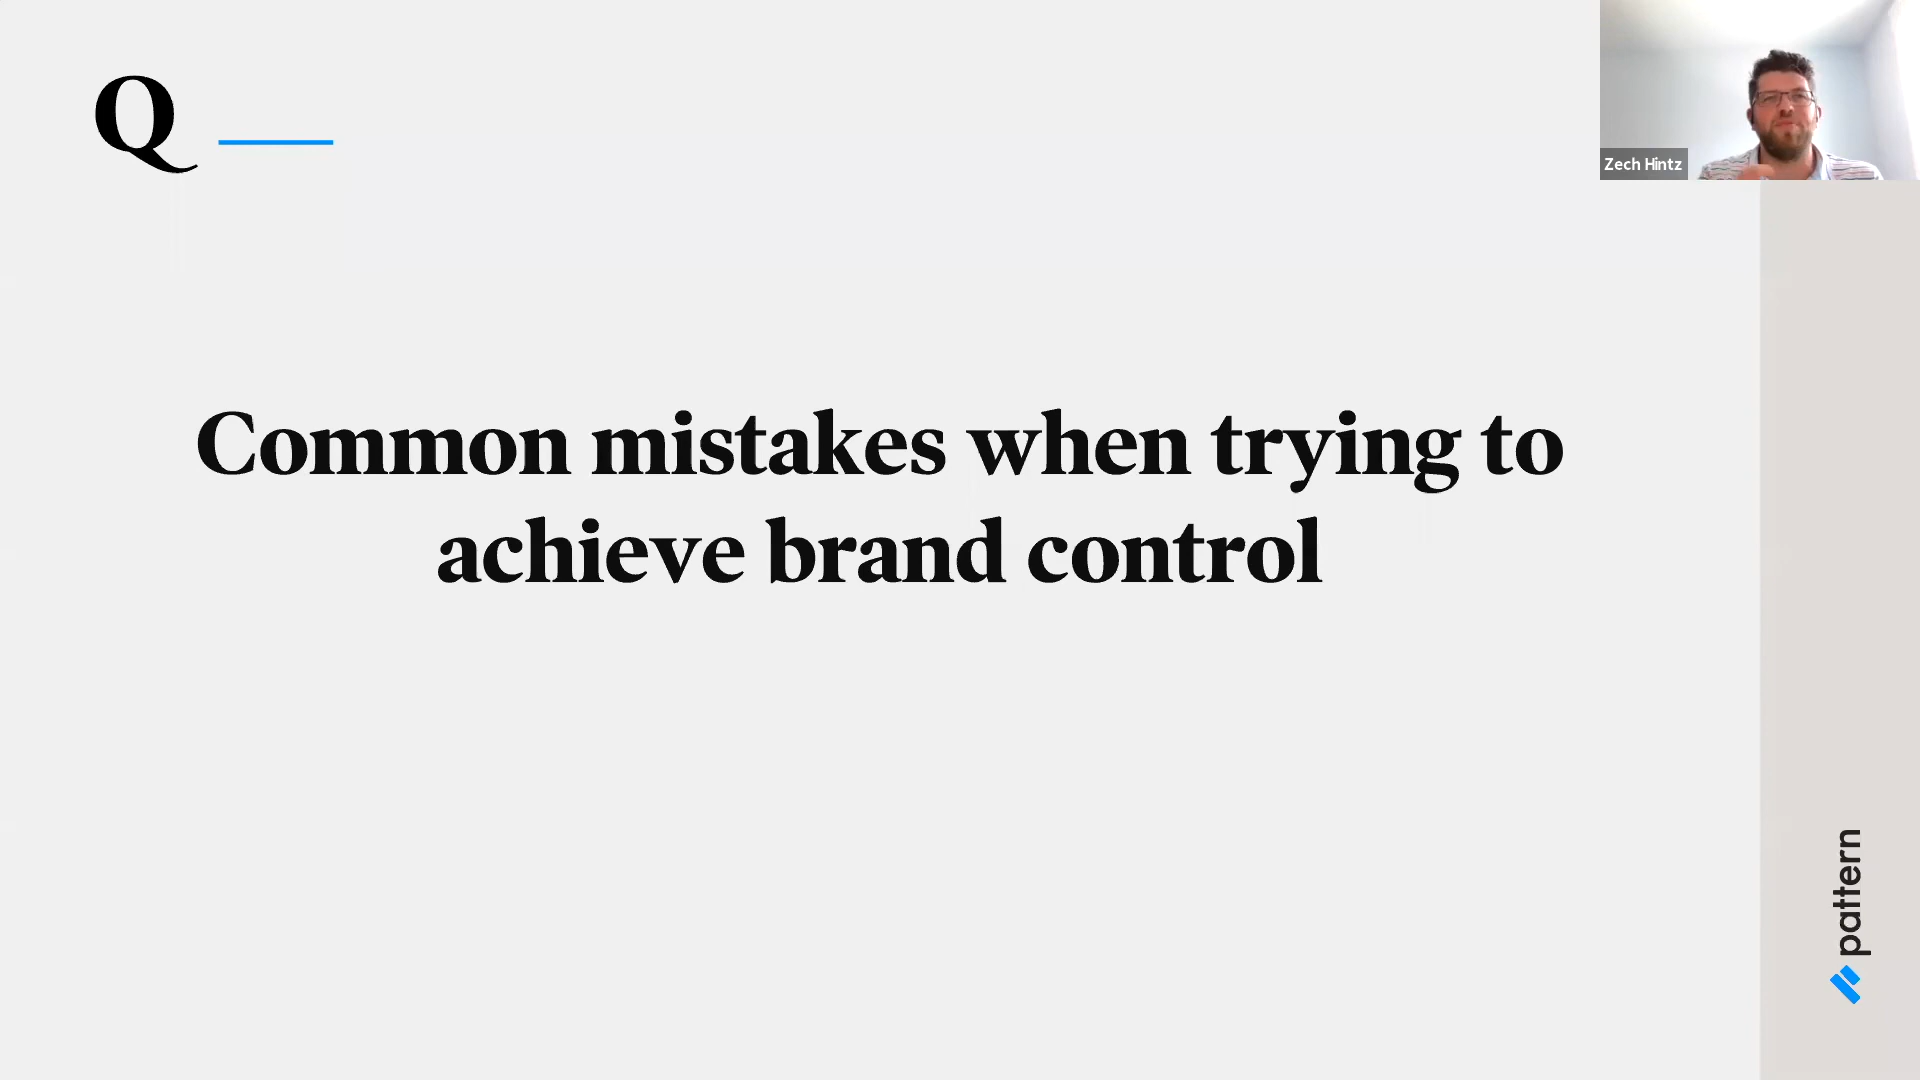 Q
Zech Hintz
Common mistakes when trying to
achieve brand control
pattern